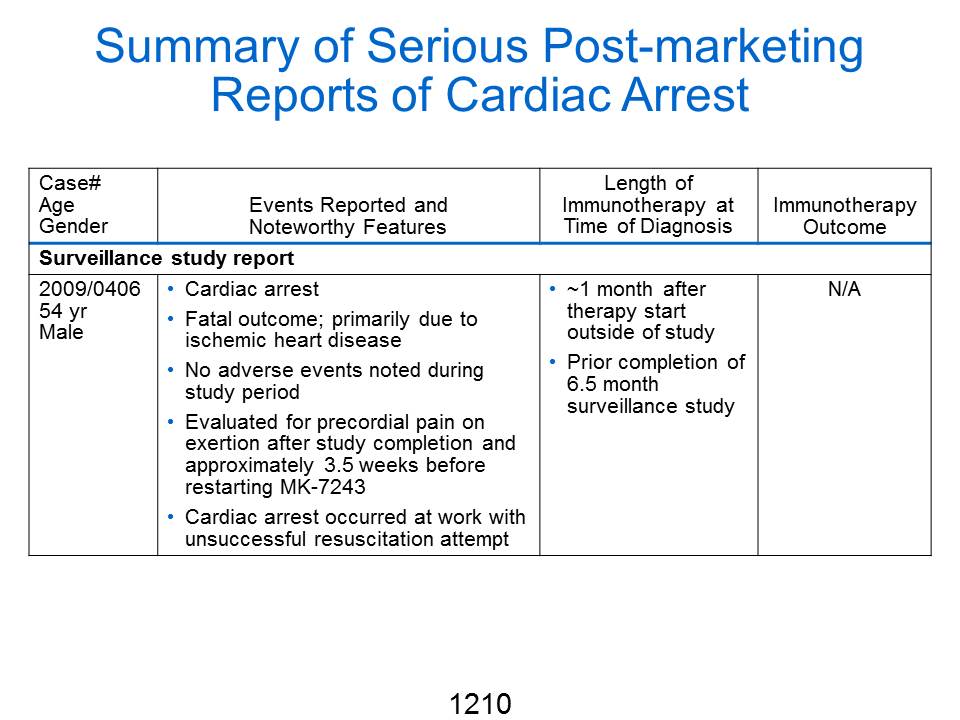 Summary of Serious Post-marketing
Reports of Cardiac Arrest
Case#
Age
Gender
Events Reported and
Noteworthy Features
Length of
Immunotherapy at
Time of Diagnosis
Immunotherapy
Outcome
Surveillance study report
2009/0406
54 yr
Male
• Cardiac arrest
• Fatal outcome; primarily due to
ischemic heart disease
• No adverse events noted during
study period
• Evaluated for precordial pain on
exertion after study completion and
approximately 3.5 weeks before
restarting MK-7243
• Cardiac arrest occurred at work with
unsuccessful resuscitation attempt
• ~1 month after
therapy start
outside of study
• Prior completion of
6.5 month
surveillance study
N/A
1210